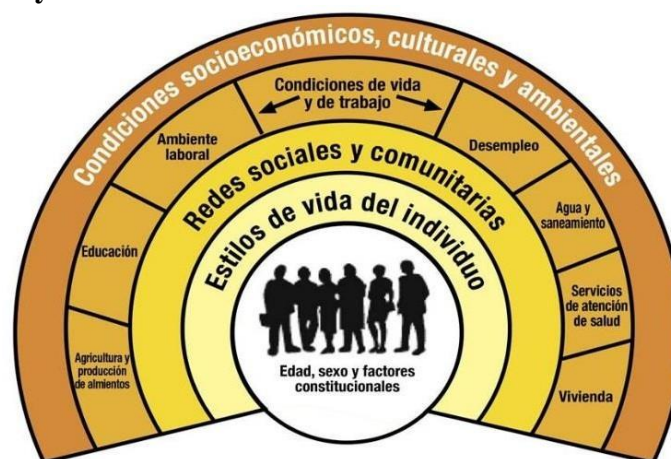 Condiciones socioeconómicos, culturales y ambientales
Condiciones de vida
y de trabajo
Ambiente
laboral
Desempleo
Redes sociales y comunitarias
Estilos de vida del individuo
Educación
Agua y
saneamiento
Servicios
de atención
de salud
Agricultura y
producción
de almientos
Vivienda
Edad, sexo y factores
constitucionales